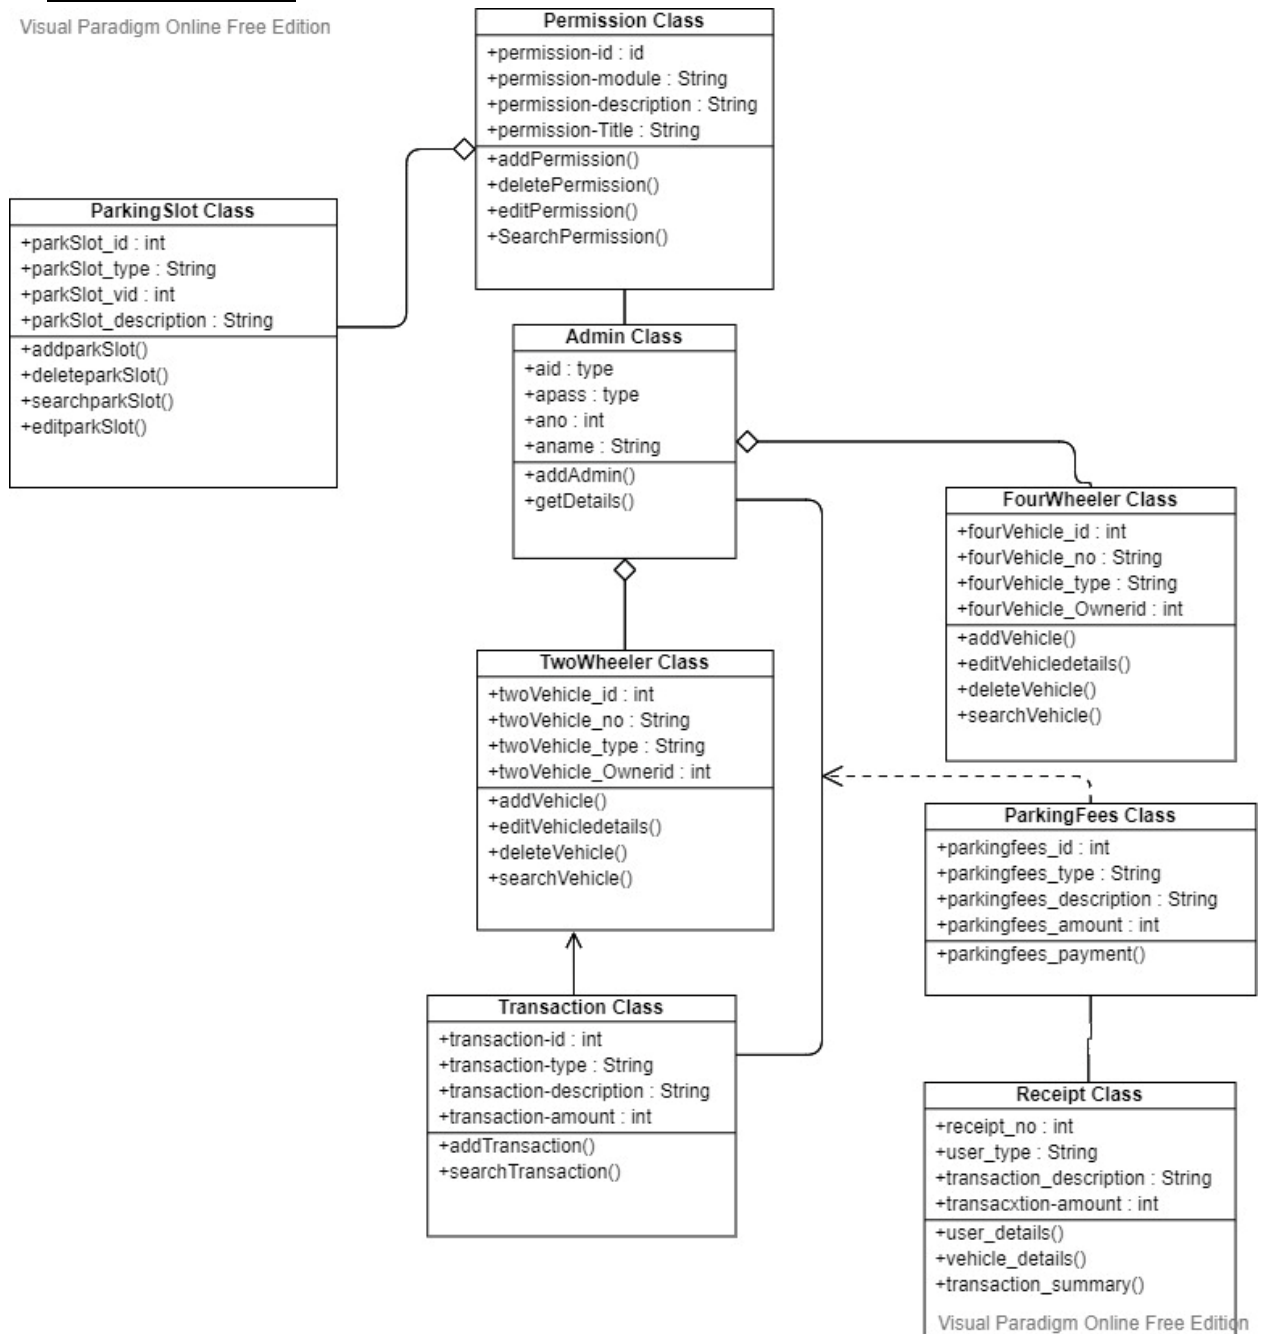 Visual Paradigm Online Free Edition
Permission Class
+permission-id : id
+permission-module : String
+permission-description : String
+permission-Title : String
+addPermission()
+deletePermission()
+editPermission()
+SearchPermission()
ParkingSlot Class
+parkSlot_id : int
+parkSlot_type : String
+parkSlot_vid : int
+parkSlot_description : String
+addparkSlot()
+deleteparkSlot()
+searchparkSlot()
+editparkSlot()
Admin Class
+aid : type
+apass : type
+ano : int
+aname : String
+addAdmin()
+getDetails()
FourWheeler Class
+fourVehicle_id : int
+fourVehicle_no : String
+fourVehicle_type : String
+fourVehicle_Ownerid : int
+addVehicle()
+editVehicledetails()
+deleteVehicle()
+searchVehicle()
TwoWheeler Class
+twoVehicle_id : int
+twoVehicle_no : String
+twoVehicle_type : String
+twoVehicle_Ownerid : int
+addVehicle()
+editVehicledetails()
+deleteVehicle()
+searchVehicle()
ParkingFees Class
+parkingfees_id : int
+parkingfees_type : String
+parkingfees_description : String
+parkingfees_amount : int
+parkingfees_payment()
Transaction Class
+transaction-id : int
+transaction-type : String
+transaction-description : String
+transaction-amount : int
+addTransaction()
+searchTransaction()
Receipt Class
+receipt_no : int
+user_type : String
+transaction_description : String
+transacxtion-amount : int
+user_details()
+vehicle_details()
+transaction_summary()
Visual Paradigm Online Free Edition